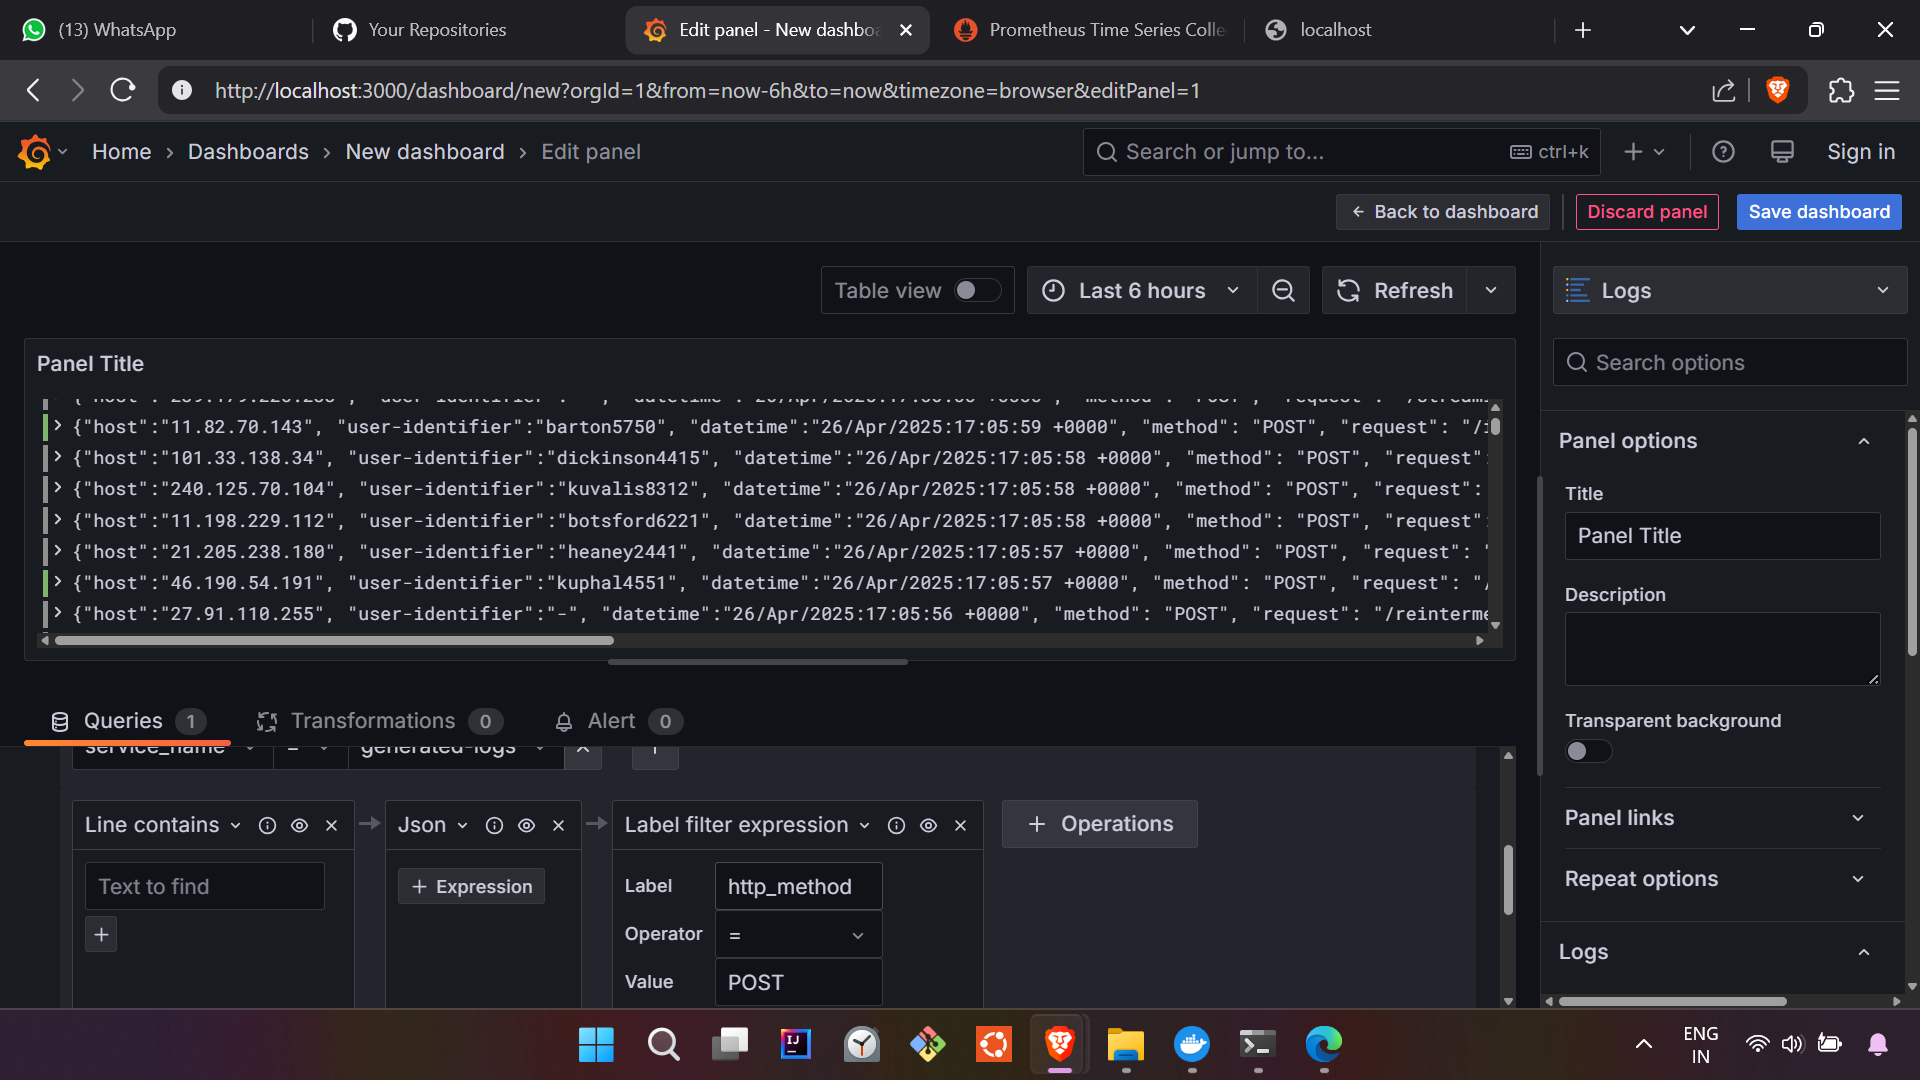 (13) WhatsApp
Your Repositories
Edit panel - New dashboa
Prometheus Time Series Colle
localhost
http://localhost:3000/dashboard/new?orgId=1&from=now-6h&to=now&timezone=browser&editPanel=1
Home › Dashboards › New dashboard › Edit panel
Search or jump to...
ctrl+k
Sign in
Back to dashboard
Discard panel
Save dashboard
Table view
Last 6 hours
Refresh
Logs
Search options
Panel Title
{"host":"11.82.70.143", "user-identifier":"barton5750", "datetime":"26/Apr/2025:17:05:59 +0000", "method": "POST", "request": "/
{"host":"101.33.138.34", "user-identifier":"dickinson4415", "datetime":"26/Apr/2025:17:05:58 +0000", "method": "POST", "request":
{"host":"240.125.70.104", "user-identifier":"kuvalis8312", "datetime":"26/Apr/2025:17:05:58 +0000", "method": "POST", "request":
{"host":"11.198.229.112", "user-identifier":"botsford6221", "datetime":"26/Apr/2025:17:05:58 +0000", "method": "POST", "request"
{"host":"21.205.238.180", "user-identifier":"heaney2441", "datetime":"26/Apr/2025:17:05:57 +0000", "method": "POST", "request": "
{"host":"46.190.54.191", "user-identifier":"kuphal4551", "datetime":"26/Apr/2025:17:05:57 +0000", "method": "POST", "request": "/
{"host":"27.91.110.255", "user-identifier":"-", "datetime":"26/Apr/2025:17:05:56 +0000", "method": "POST", "request": "/reinterme
Panel options
Title
Panel Title
Description
Transparent background
Panel links
Repeat options
Logs
Queries 1
Transformations 0
Alert 0
service_name = generated-logs
Line contains
Text to find
Json
+ Expression
Label filter expression
Label http_method
Operator =
Value POST
+ Operations
ENG
IN